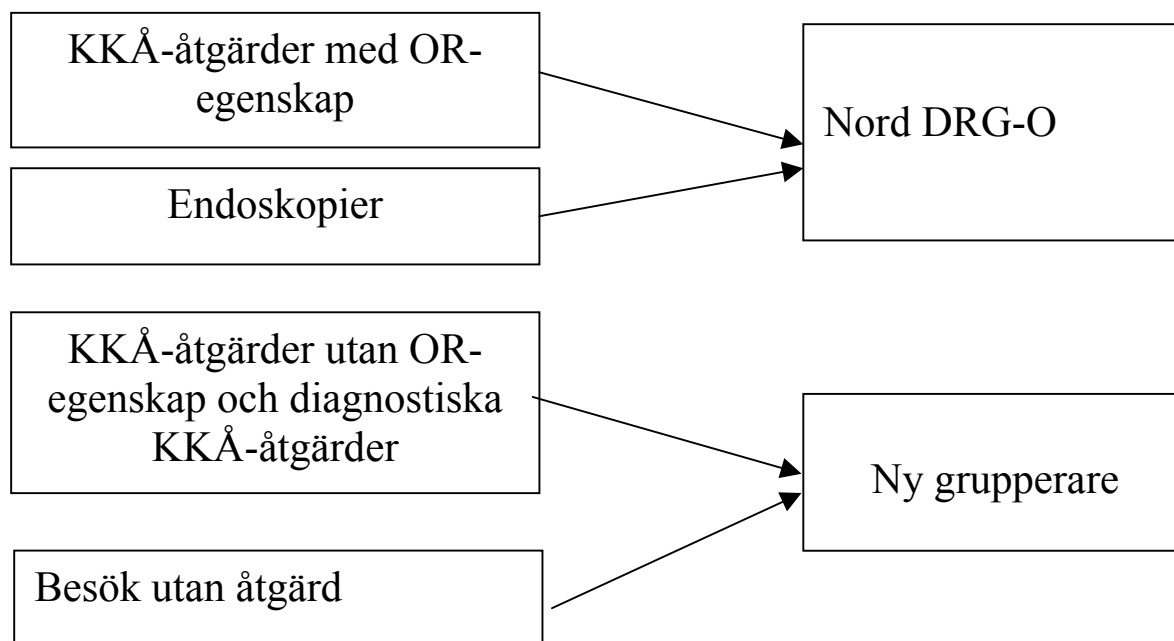 KKÅ-åtgärder med OR-
egenskap
Nord DRG-O
Endoskopier
KKÅ-åtgärder utan OR-
egenskap och diagnostiska
KKÅ-åtgärder
Ny grupperare
Besök utan åtgärd